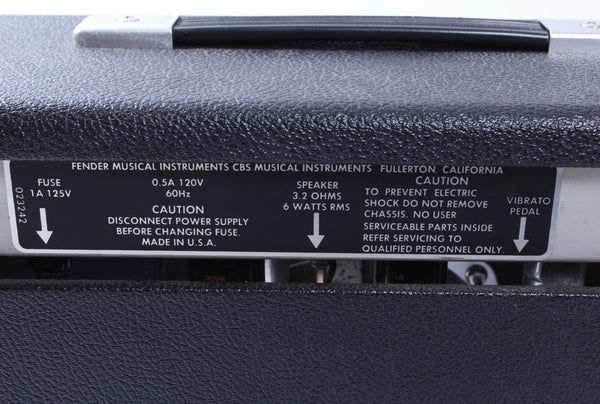 FENDER MUSICAL INSTRUMENTS CBS MUSICAL INSTRUMENTS FULLERTON, CALIFORNIA
023242
FUSE
1A 125V
0.5A 120V
60Hz
CAUTION
DISCONNECT POWER SUPPLY
BEFORE CHANGING FUSE.
MADE IN U.S.A.
SPEAKER
3.2 OHMS
6 WATTS RMS
CAUTION
TO PREVENT ELECTRIC
SHOCK DO NOT REMOVE
CHASSIS. NO USER
SERVICEABLE PARTS INSIDE
REFER SERVICING TO
QUALIFIED PERSONNEL ONLY.
VIBRATO
PEDAL